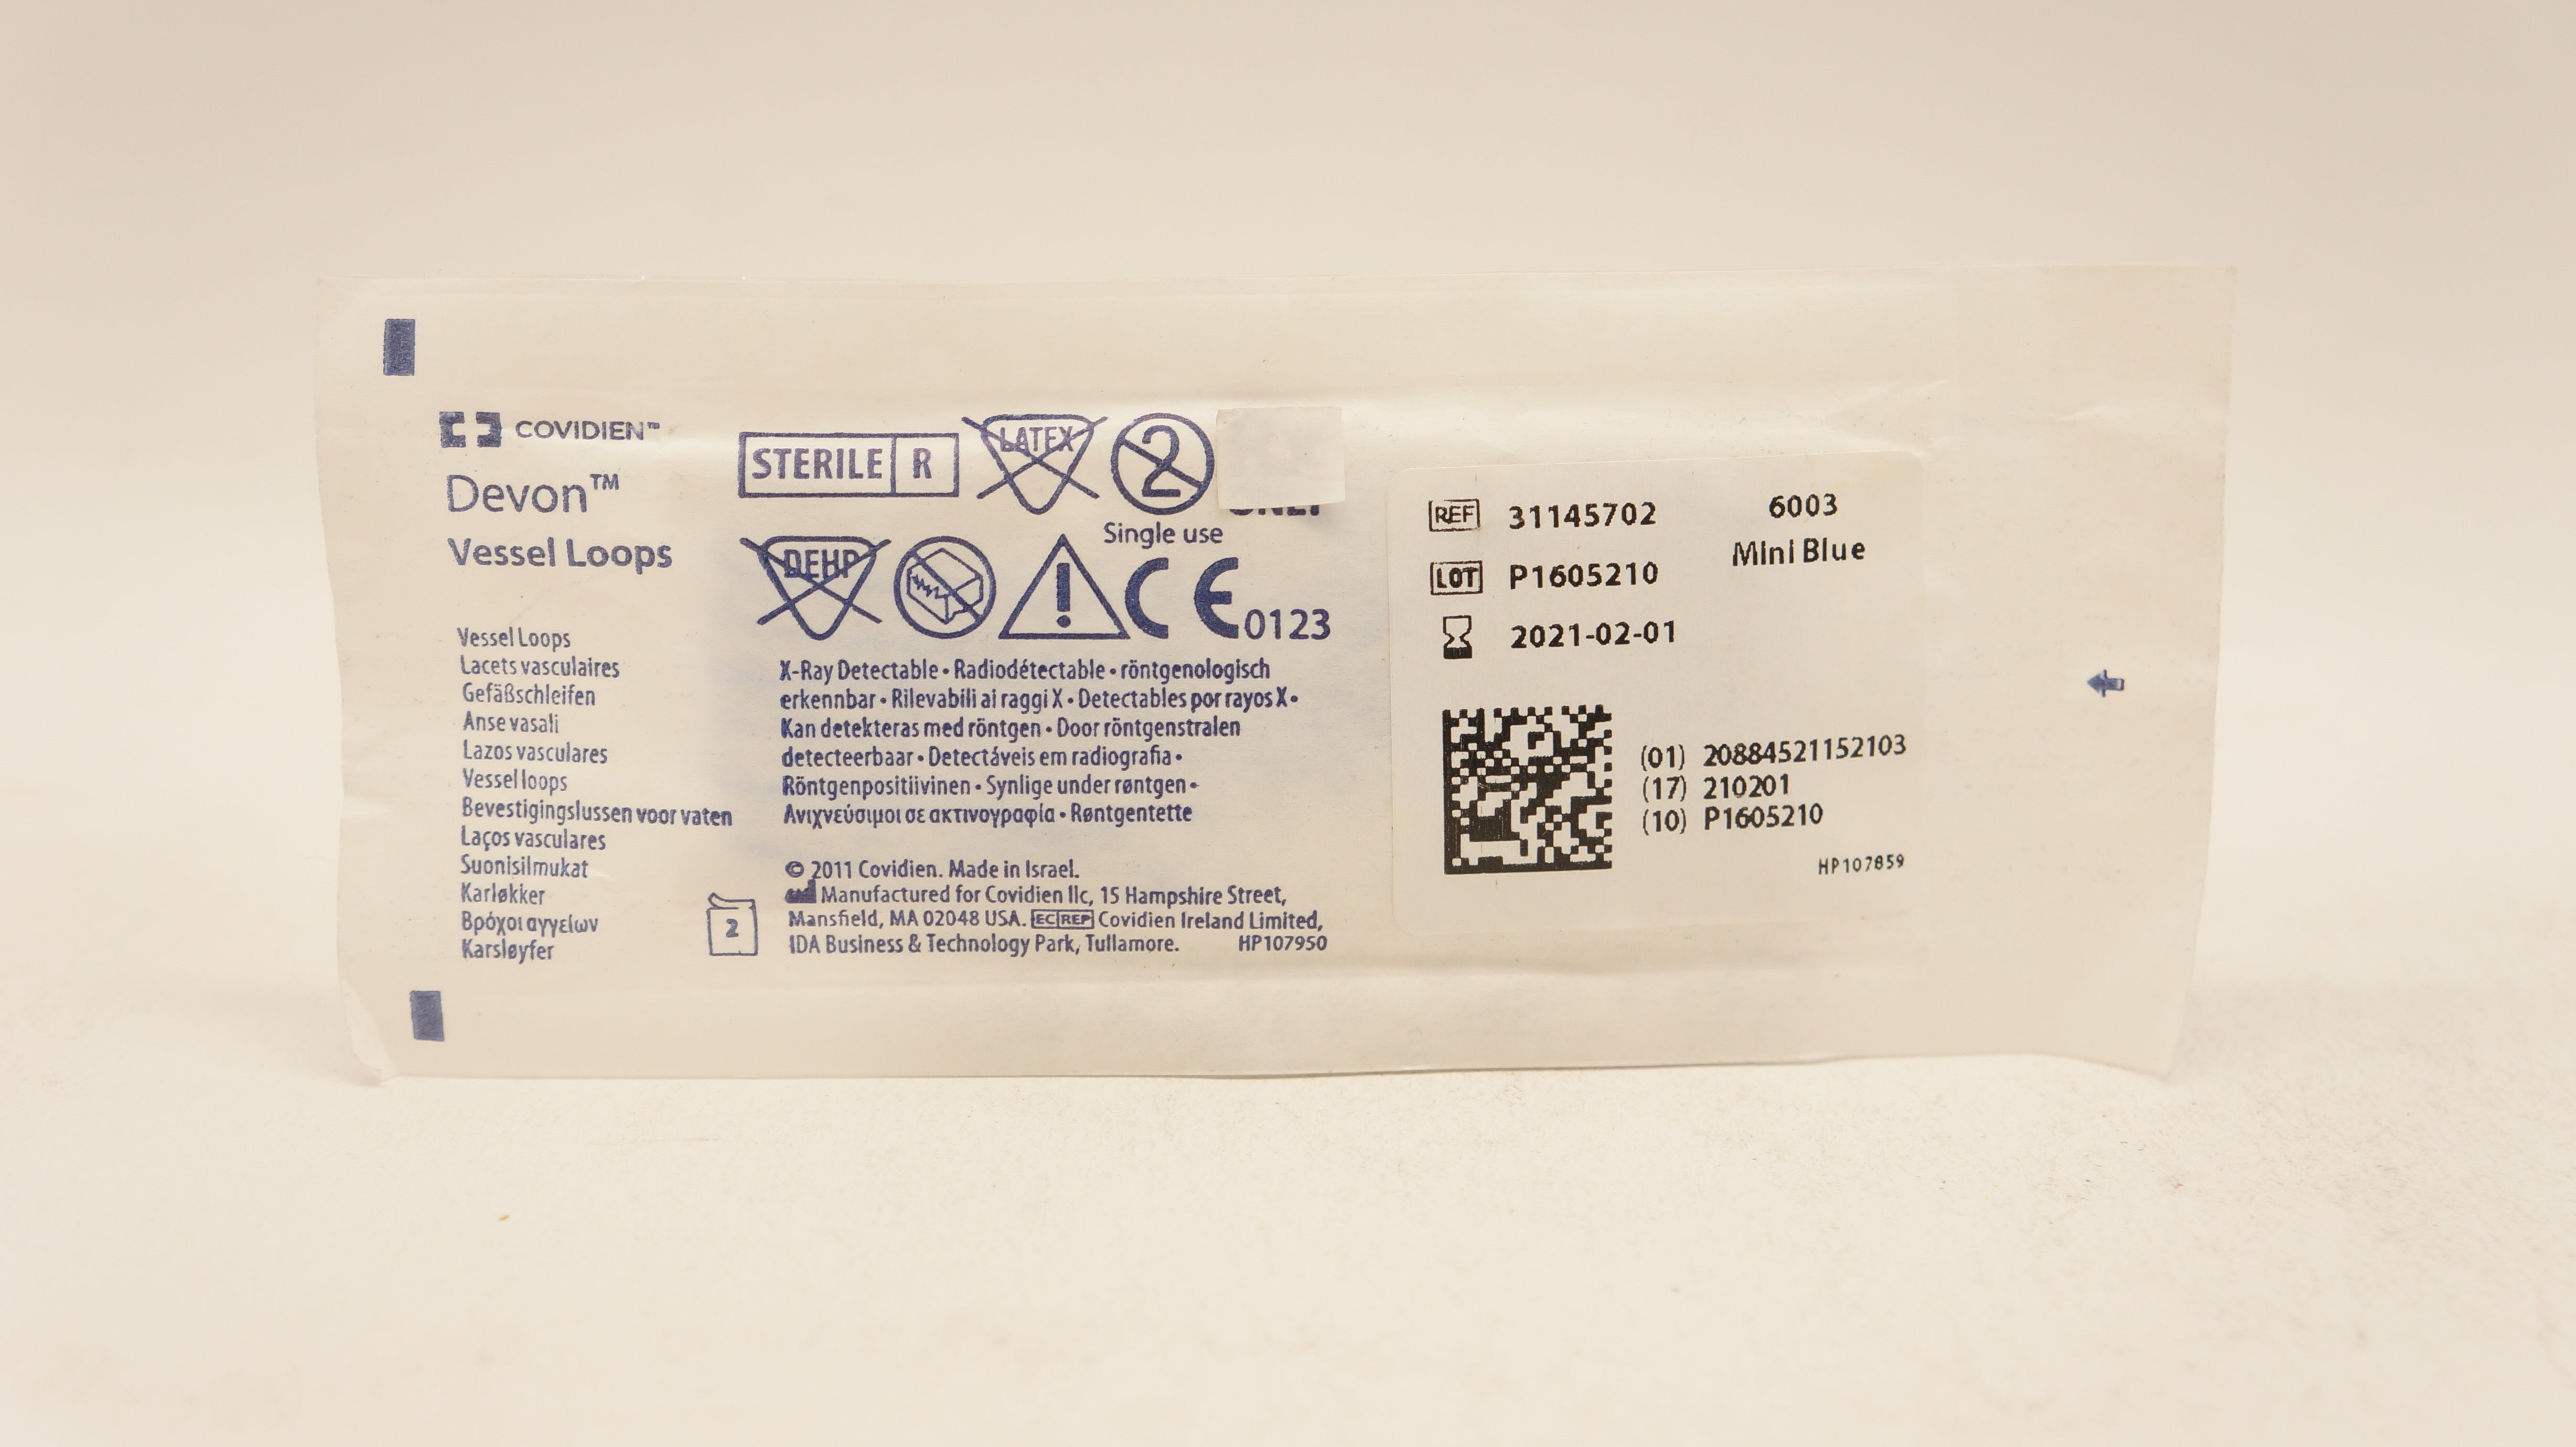 COVIDIEN™
Devon™
Vessel Loops
Vessel Loops
Lacets vasculaires
Gefäßschleifen
Anse vasali
Lazos vasculares
Vessel loops
Bevestigingslussen voor vaten
Laços vasculares
Suonisilmukat
Karløkker
Βρόχοι αγγείων
Karsløyfer
2
STERILE R
LATEX
2
Single use
DEHP
CE 0123
X-Ray Detectable • Radiodétectable • röntgenologisch
erkennbar • Rilevabili ai raggi X • Detectables por rayos X •
Kan detekteras med röntgen • Door röntgenstralen
detecteerbaar • Detectáveis em radiografia •
Röntgenpositiivinen • Synlige under røntgen •
Ανιχνεύσιμοι σε ακτινογραφία • Røntgentette
© 2011 Covidien. Made in Israel.
Manufactured for Covidien llc, 15 Hampshire Street,
Mansfield, MA 02048 USA. EC REP Covidien Ireland Limited,
IDA Business & Technology Park, Tullamore. HP107950
REF 31145702
6003
Mini Blue
LOT P1605210
2021-02-01
(01) 20884521152103
(17) 210201
(10) P1605210
HP107859